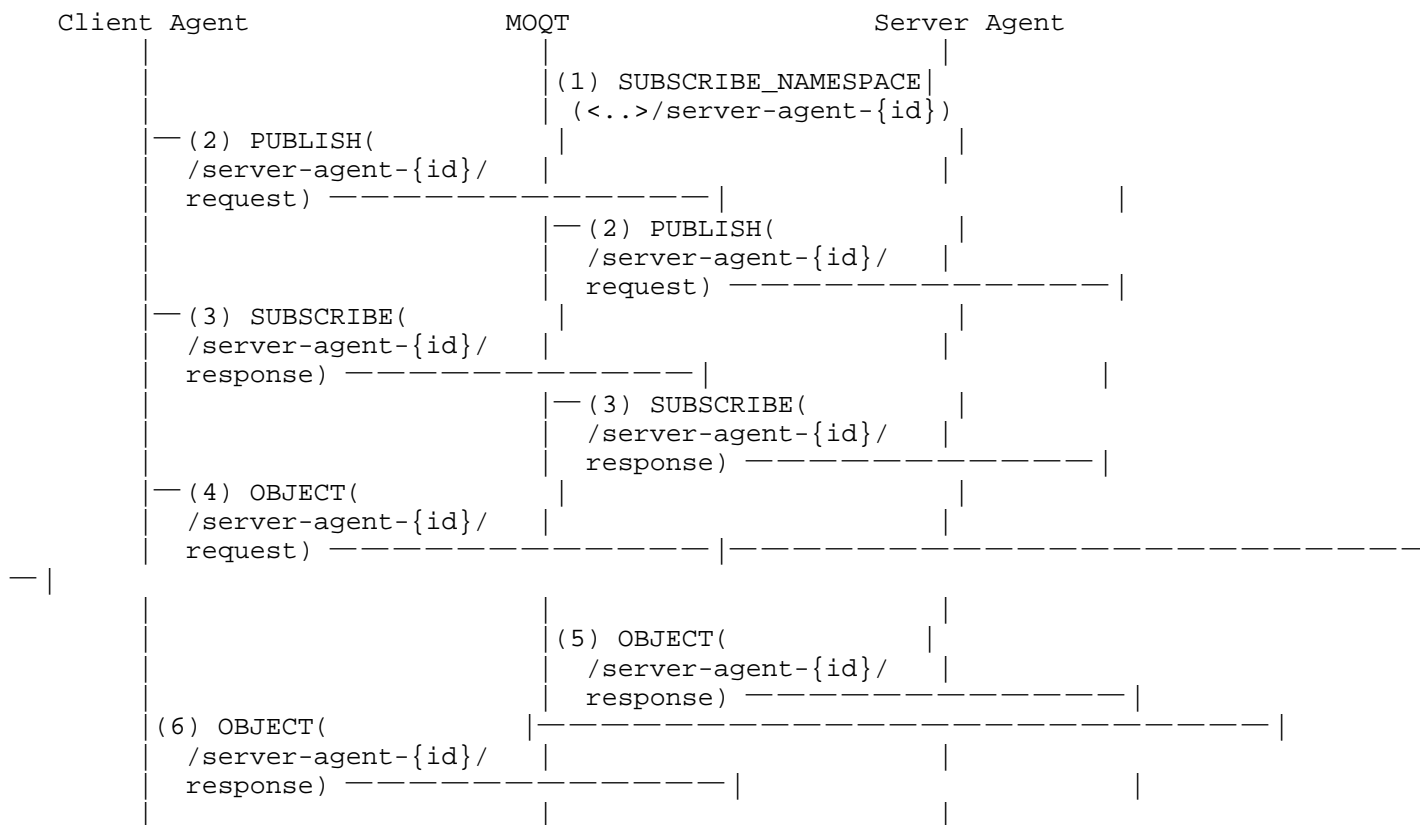 Client Agent MOQT Server Agent
(1) SUBSCRIBE_NAMESPACE
(<..>/server-agent-{id})
(2) PUBLISH(
/server-agent-{id}/
request)
(2) PUBLISH(
/server-agent-{id}/
request)
(3) SUBSCRIBE(
/server-agent-{id}/
response)
(3) SUBSCRIBE(
/server-agent-{id}/
response)
(4) OBJECT(
/server-agent-{id}/
request)
(5) OBJECT(
/server-agent-{id}/
response)
(6) OBJECT(
/server-agent-{id}/
response)